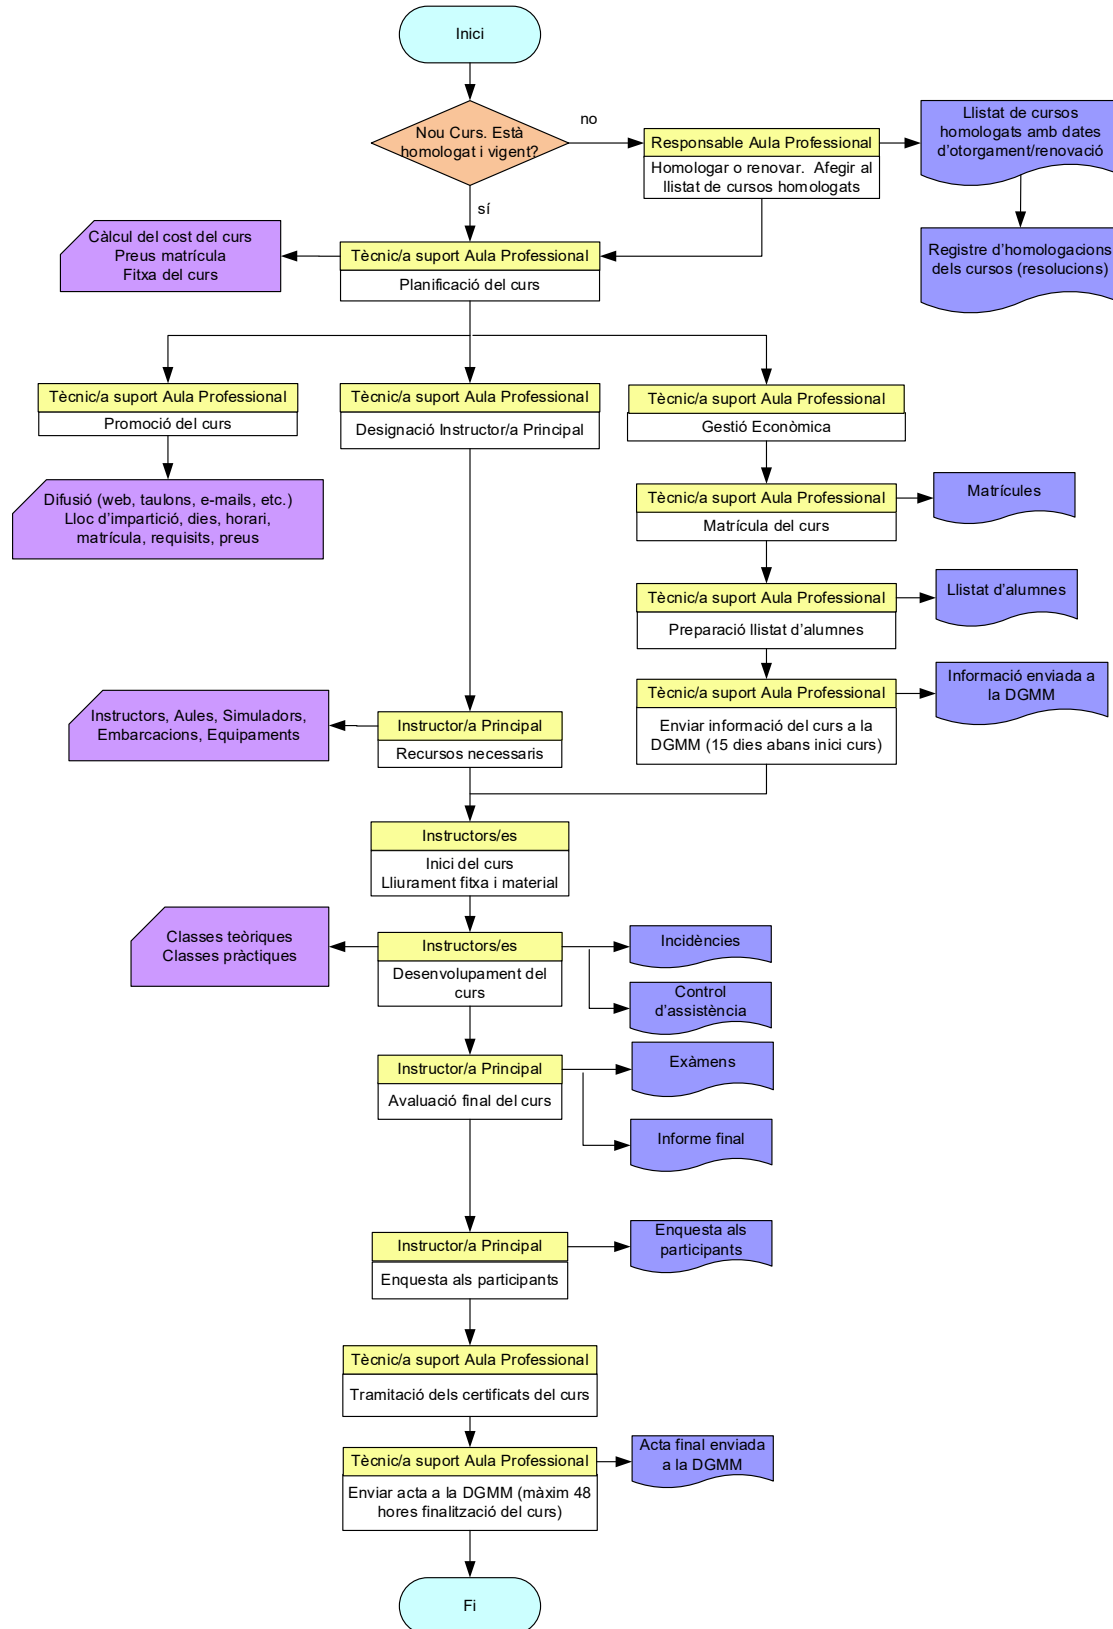 Inici
Nou Curs. Està
homologat i vigent?
no
sí
Responsable Aula Professional
Homologar o renovar.  Afegir al
llistat de cursos homologats
Llistat de cursos
homologats amb dates
d’otorgament/renovació
Registre d’homologacions
dels cursos (resolucions)
Càlcul del cost del curs
Preus matrícula
Fitxa del curs
Tècnic/a suport Aula Professional
Planificació del curs
Tècnic/a suport Aula Professional
Promoció del curs
Tècnic/a suport Aula Professional
Designació Instructor/a Principal
Tècnic/a suport Aula Professional
Gestió Econòmica
Difusió (web, taulons, e-mails, etc.)
Lloc d’impartició, dies, horari,
matrícula, requisits, preus
Tècnic/a suport Aula Professional
Matrícula del curs
Matrícules
Tècnic/a suport Aula Professional
Preparació llistat d’alumnes
Llistat d’alumnes
Tècnic/a suport Aula Professional
Enviar informació del curs a la
DGMM (15 dies abans inici curs)
Informació enviada a
la DGMM
Instructors, Aules, Simuladors,
Embarcacions, Equipaments
Instructor/a Principal
Recursos necessaris
Instructors/es
Inici del curs
Lliurament fitxa i material
Classes teòriques
Classes pràctiques
Instructors/es
Desenvolupament del
curs
Incidències
Control
d’assistència
Instructor/a Principal
Avaluació final del curs
Exàmens
Informe final
Instructor/a Principal
Enquesta als participants
Enquesta als
participants
Tècnic/a suport Aula Professional
Tramitació dels certificats del curs
Tècnic/a suport Aula Professional
Enviar acta a la DGMM (màxim 48
hores finalització del curs)
Acta final enviada
a la DGMM
Fi